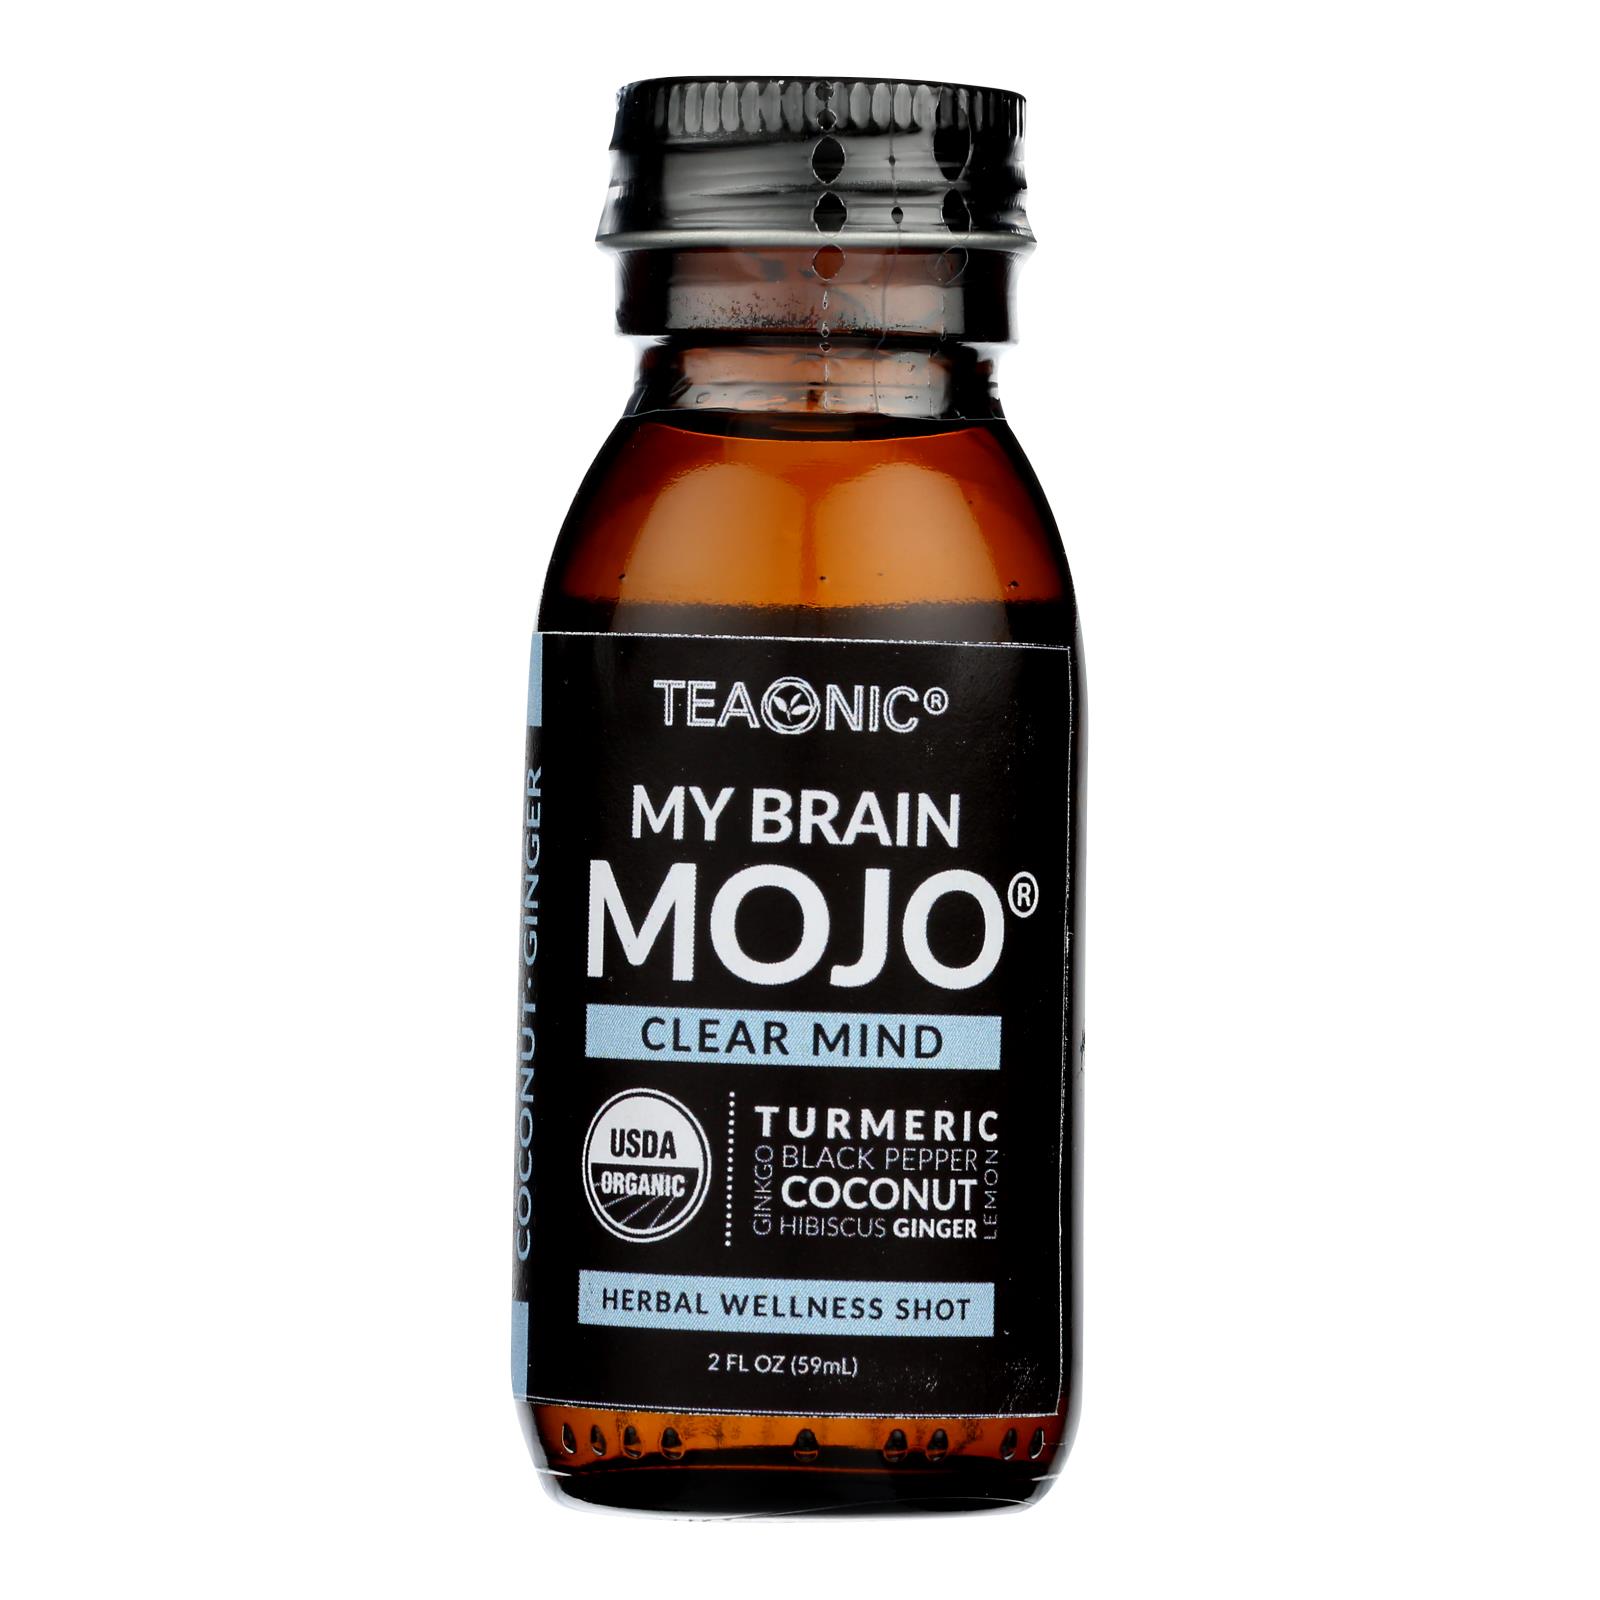 TEAONIC®
MY BRAIN
MOJO®
CLEAR MIND
USDA
ORGANIC
TURMERIC
GINKGO
BLACK PEPPER
LEMON
COCONUT
HIBISCUS GINGER
HERBAL WELLNESS SHOT
2 FL OZ (59mL)
COCONUT·GINGER